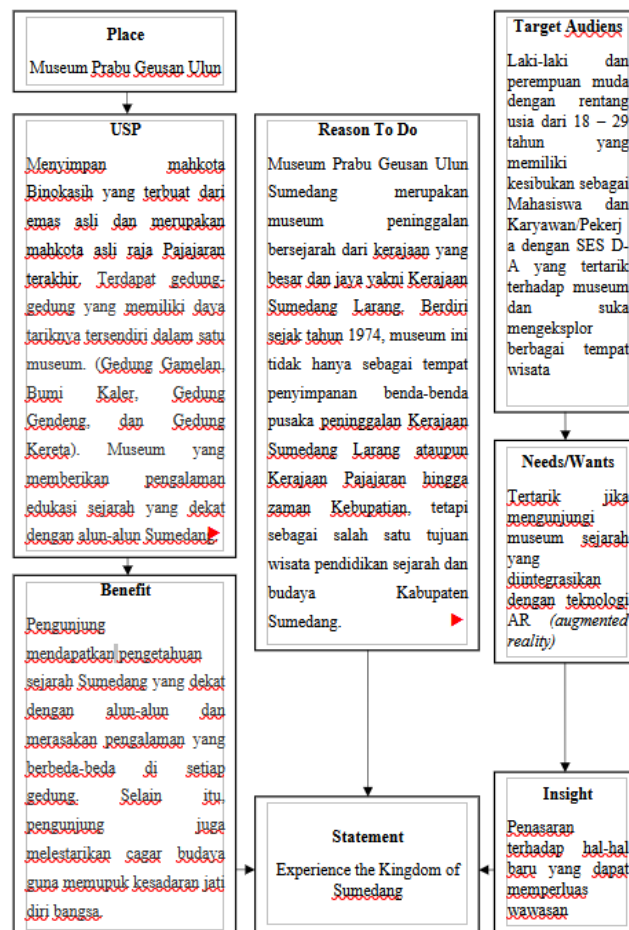 Place
Museum Prabu Geusan Ulun
USP
Menyimpan mahkota
Binokasih yang terbuat dari
emas asli dan merupakan
mahkota asli raja Pajajaran
terakhir. Terdapat gedung-
gedung yang memiliki daya
tariknya tersendiri dalam satu
museum. (Gedung Gamelan,
Bumi Kaler, Gedung
Gendeng, dan Gedung
Kereta). Museum yang
memberikan pengalaman
edukasi sejarah yang dekat
dengan alun-alun Sumedang.
Benefit
Pengunjung
mendapatkan pengetahuan
sejarah Sumedang yang dekat
dengan alun-alun dan
merasakan pengalaman yang
berbeda-beda di setiap
gedung. Selain itu,
pengunjung juga
melestarikan cagar budaya
guna memupuk kesadaran jati
diri bangsa.
Reason To Do
Museum Prabu Geusan Ulun
Sumedang merupakan
museum peninggalan
bersejarah dari kerajaan yang
besar dan jaya yakni Kerajaan
Sumedang Larang. Berdiri
sejak tahun 1974, museum ini
tidak hanya sebagai tempat
penyimpanan benda-benda
pusaka peninggalan Kerajaan
Sumedang Larang ataupun
Kerajaan Pajajaran hingga
zaman Kebupatian, tetapi
sebagai salah satu tujuan
wisata pendidikan sejarah dan
budaya Kabupaten
Sumedang.
Statement
Experience the Kingdom of
Sumedang
Target Audiens
Laki-laki dan
perempuan muda
dengan rentang
usia dari 18 – 29
tahun yang
memiliki
kesibukan sebagai
Mahasiswa dan
Karyawan/Pekerj
a dengan SES D-
A yang tertarik
terhadap museum
dan suka
mengeksplor
berbagai tempat
wisata
Needs/Wants
Tertarik jika
mengunjungi
museum sejarah
yang
diintegrasikan
dengan teknologi
AR (augmented
reality)
Insight
Penasaran
terhadap hal-hal
baru yang dapat
memperluas
wawasan